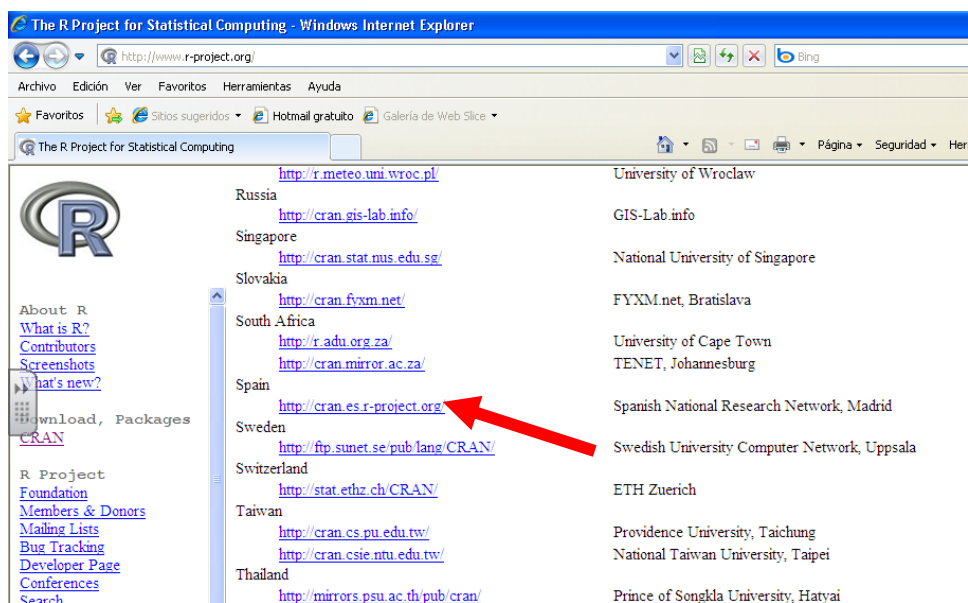 The R Project for Statistical Computing - Windows Internet Explorer
http://www.r-project.org/
Bing
Archivo Edición Ver Favoritos Herramientas Ayuda
Favoritos Sitios sugeridos Hotmail gratuito Galería de Web Slice
The R Project for Statistical Computing
Página Seguridad Her
R
About R
What is R?
Contributors
Screenshots
What's new?
Download, Packages
CRAN
R Project
Foundation
Members & Donors
Mailing Lists
Bug Tracking
Developer Page
Conferences
Search
http://r.meteo.uni.wroc.pl/ University of Wroclaw
Russia
http://cran.gis-lab.info/ GIS-Lab.info
Singapore
http://cran.stat.nus.edu.sg/ National University of Singapore
Slovakia
http://cran.fyxm.net/ FYXM.net, Bratislava
South Africa
http://r.adu.org.za/ University of Cape Town
http://cran.mirror.ac.za/ TENET, Johannesburg
Spain
http://cran.es.r-project.org/ Spanish National Research Network, Madrid
Sweden
http://ftp.sunet.se/pub/lang/CRAN/ Swedish University Computer Network, Uppsala
Switzerland
http://stat.ethz.ch/CRAN/ ETH Zuerich
Taiwan
http://cran.cs.pu.edu.tw/ Providence University, Taichung
http://cran.csie.ntu.edu.tw/ National Taiwan University, Taipei
Thailand
http://mirrors.psu.ac.th/pub/cran/ Prince of Songkla University, Hatyai